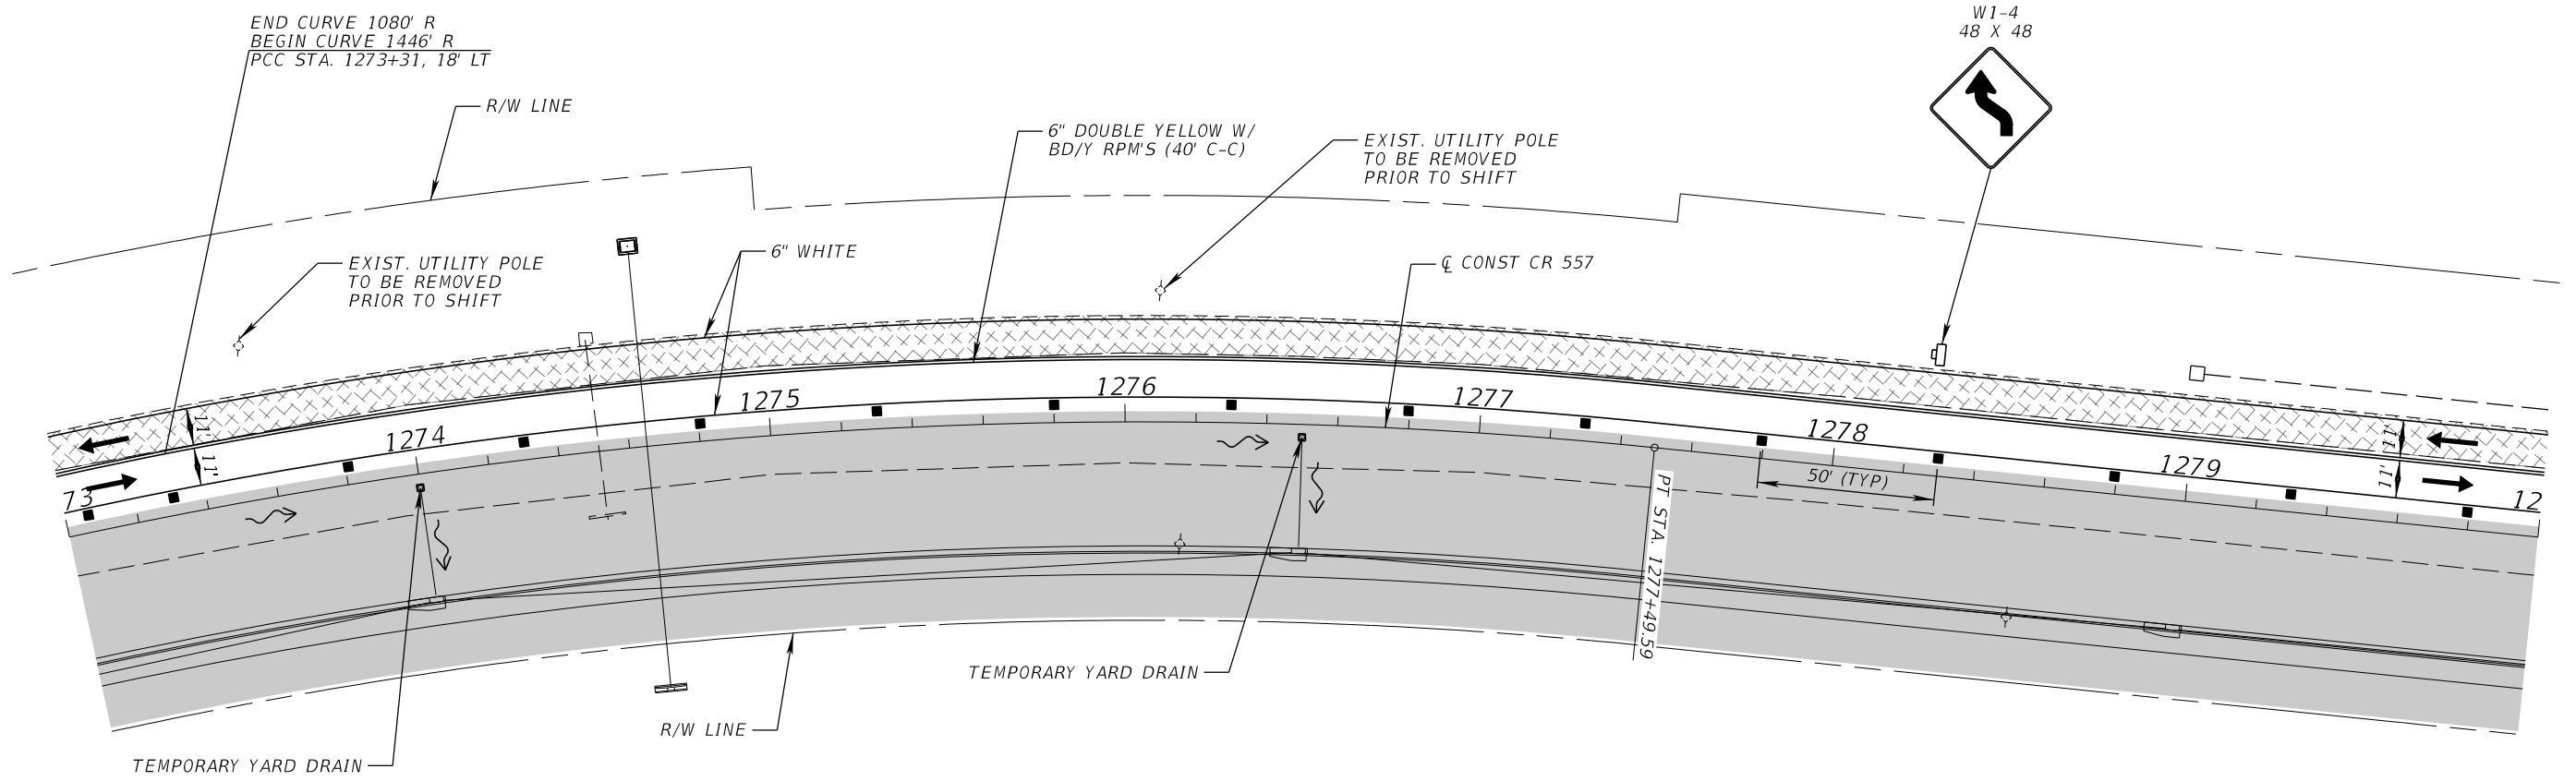 END CURVE 1080' R
BEGIN CURVE 1446' R
PCC STA. 1273+31, 18' LT
W1-4
48 X 48
R/W LINE
6" DOUBLE YELLOW W/
BD/Y RPM'S (40' C-C)
EXIST. UTILITY POLE
TO BE REMOVED
PRIOR TO SHIFT
6" WHITE
EXIST. UTILITY POLE
TO BE REMOVED
PRIOR TO SHIFT
℄ CONST CR 557
11'
11'
73
1274
1275
1276
1277
1278
1279
12
11'
11'
50' (TYP)
PT STA. 1277+49.59
TEMPORARY YARD DRAIN
R/W LINE
TEMPORARY YARD DRAIN